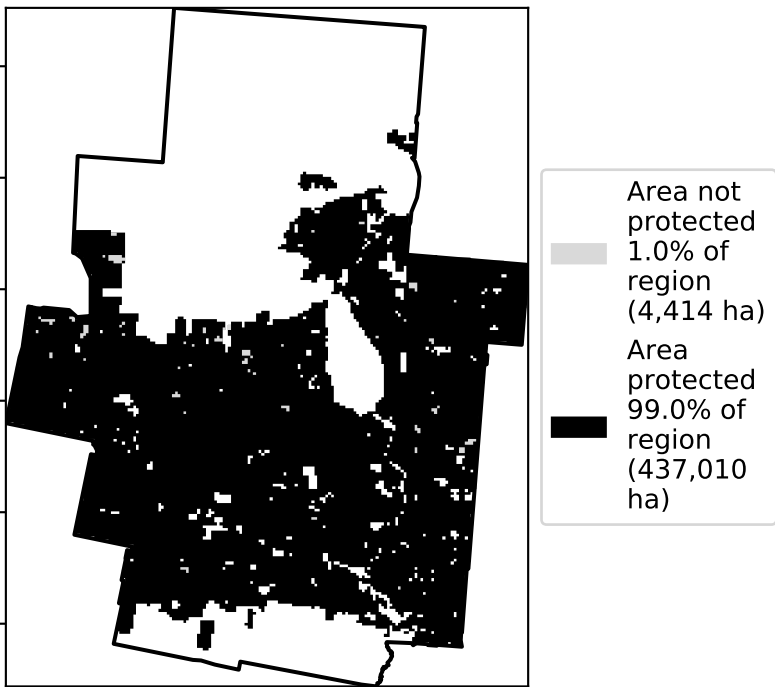 Area not
protected
1.0% of
region
(4,414 ha)
Area
protected
99.0% of
region
(437,010
ha)